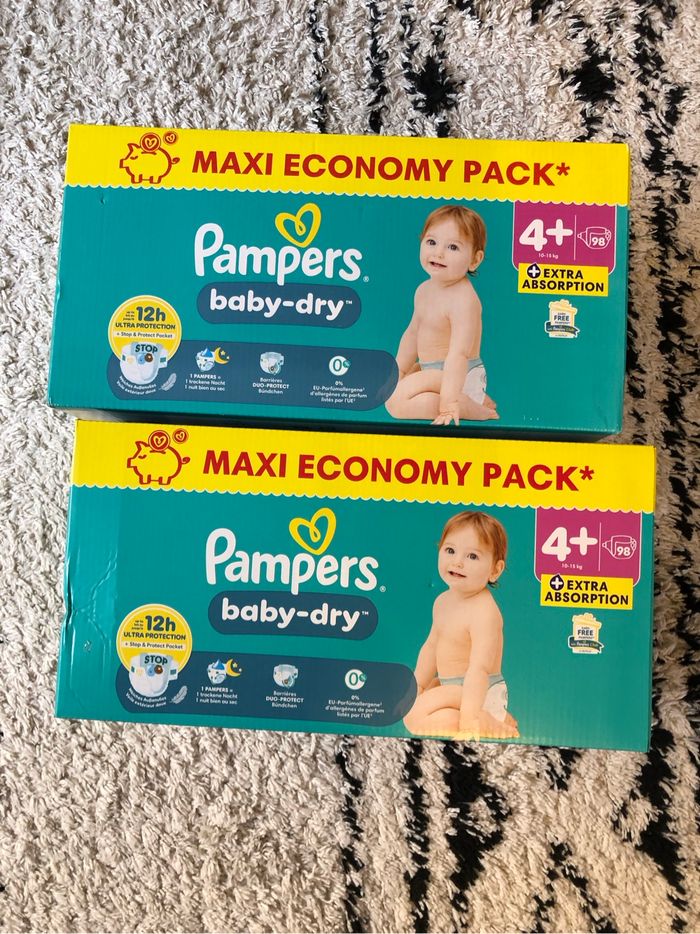 MAXI ECONOMY PACK*
Pampers®
baby-dry™
4+
98
10-15 kg
+ EXTRA
ABSORPTION
FREE
12h
ULTRA PROTECTION
+ Stop & Protect Pocket
STOP
1 PAMPERS =
1 trockene Nacht
1 nuit bien au sec
Barrières
DUO-PROTECT
Bündchen
0%
0%
EU-Parfümallergene†
d'allergènes de parfum
listés par l'UE†
MAXI ECONOMY PACK*
Pampers®
baby-dry™
4+
98
10-15 kg
+ EXTRA
ABSORPTION
FREE
12h
ULTRA PROTECTION
+ Stop & Protect Pocket
STOP
1 PAMPERS =
1 trockene Nacht
1 nuit bien au sec
Barrières
DUO-PROTECT
Bündchen
0%
0%
EU-Parfümallergene†
d'allergènes de parfum
listés par l'UE†